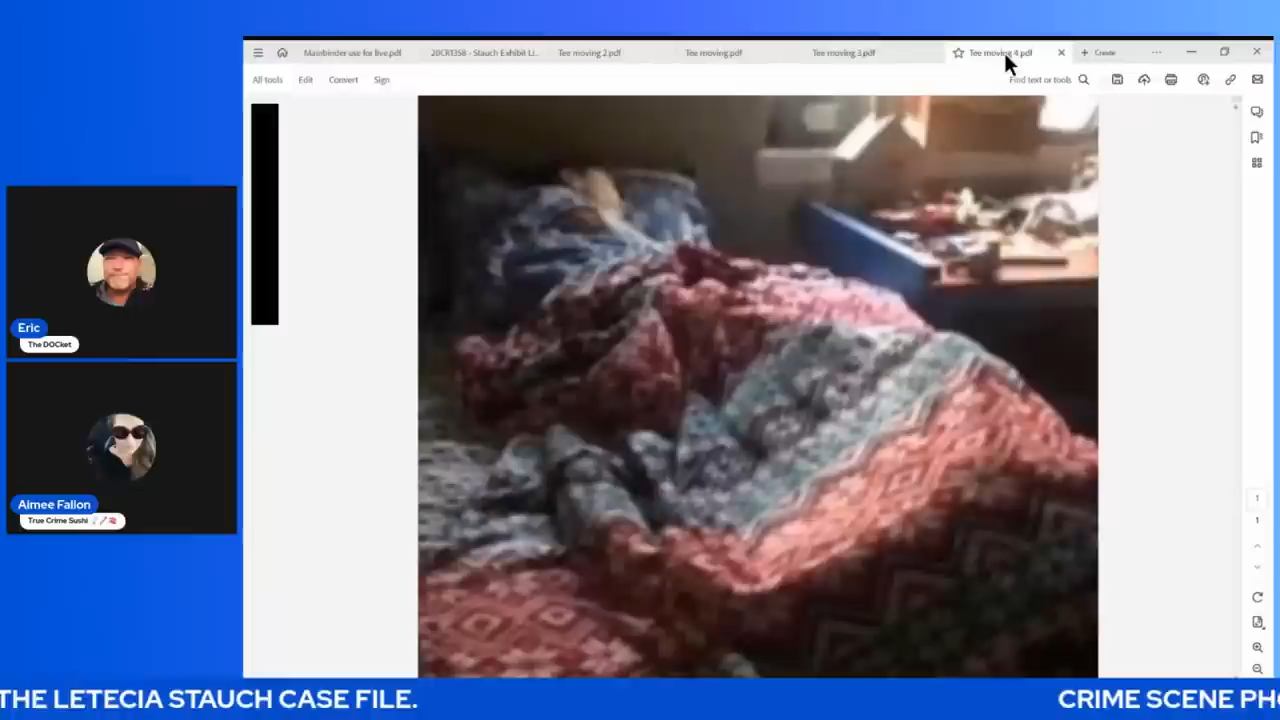 Mainbinder use for live.pdf
20CR1358 - Stauch Exhibit Li...
Tee moving 2.pdf
Tee moving.pdf
Tee moving 3.pdf
Tee moving 4.pdf
Create
All tools
Edit
Convert
Sign
Find text or tools
Eric
The DOCket
Aimee Fallon
True Crime Sushi
1
1
THE LETECIA STAUCH CASE FILE.
CRIME SCENE PHO